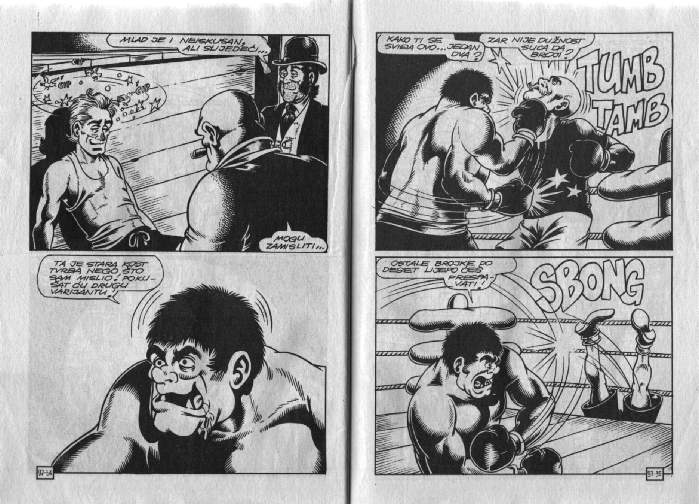 MLAD JE I NEISKUSAN,
ALI SLIJEDEĆI...
MOGU
ZAMISLITI...
TA JE STARA KOST
TVRĐA NEGO ŠTO
SAM MISLIO! POKU-
ŠAT ĆU DRUGU
VARIJANTU!
KAKO TI SE
SVIĐA OVO... JEDAN
DVA?
ZAR NIJE DUŽNOST
SUCA DA
BROJI?
TUMB
TAMB
OSTALE BROJKE DO
DESET LIJEPO ĆEŠ
PRESPA-
VATI!
SBONG